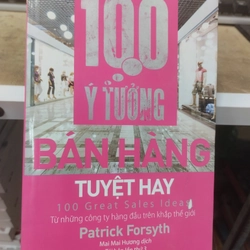 100
Ý TƯỞNG
BÁN HÀNG
TUYỆT HAY
100 Great Sales Ideas
Từ những công ty hàng đầu trên khắp thế giới
Patrick Forsyth
Mai Mai Hương dịch